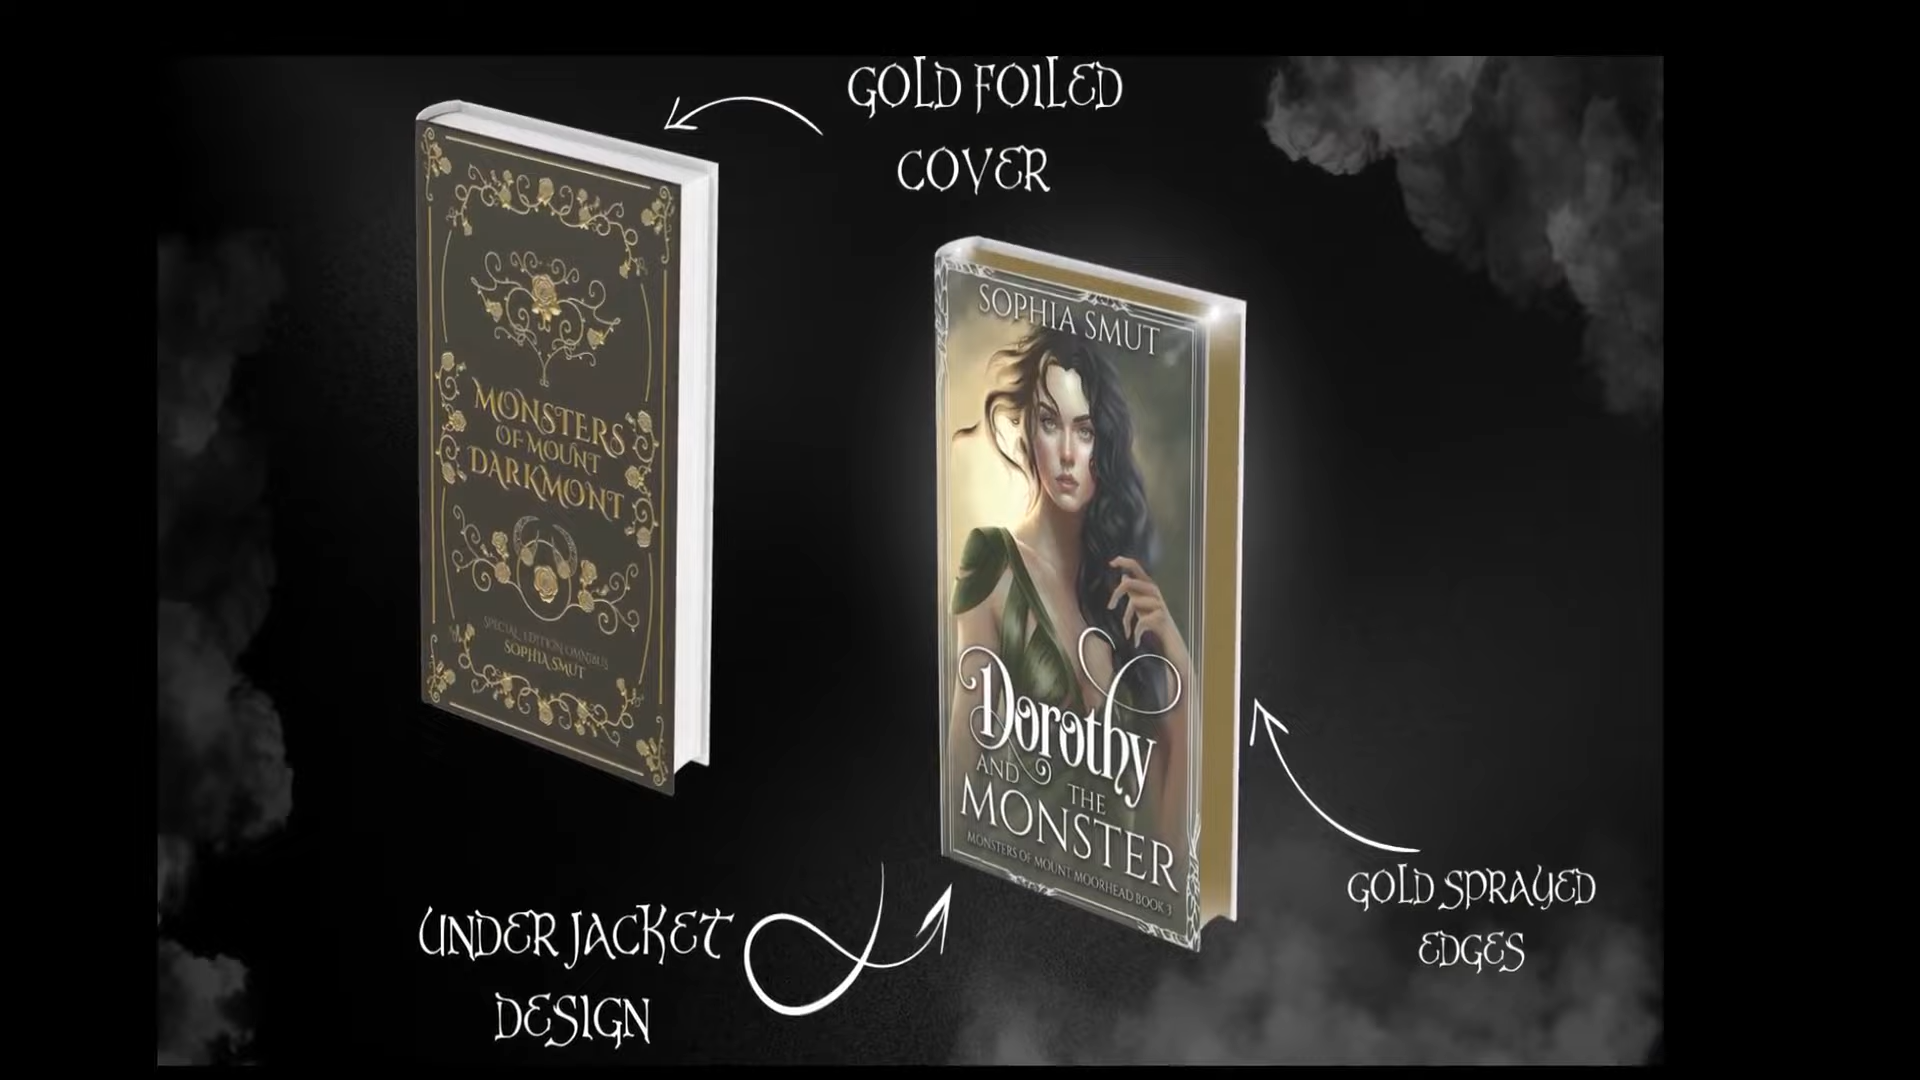 GOLD FOILED
COVER
MONSTERS
OF MOUNT
DARKMONT
SPECIAL EDITION OMNIBUS
SOPHIA SMUT
SOPHIA SMUT
Dorothy
AND THE
MONSTER
MONSTERS OF MOUNT MOORHEAD BOOK 3
GOLD SPRAYED
EDGES
UNDER JACKET
DESIGN